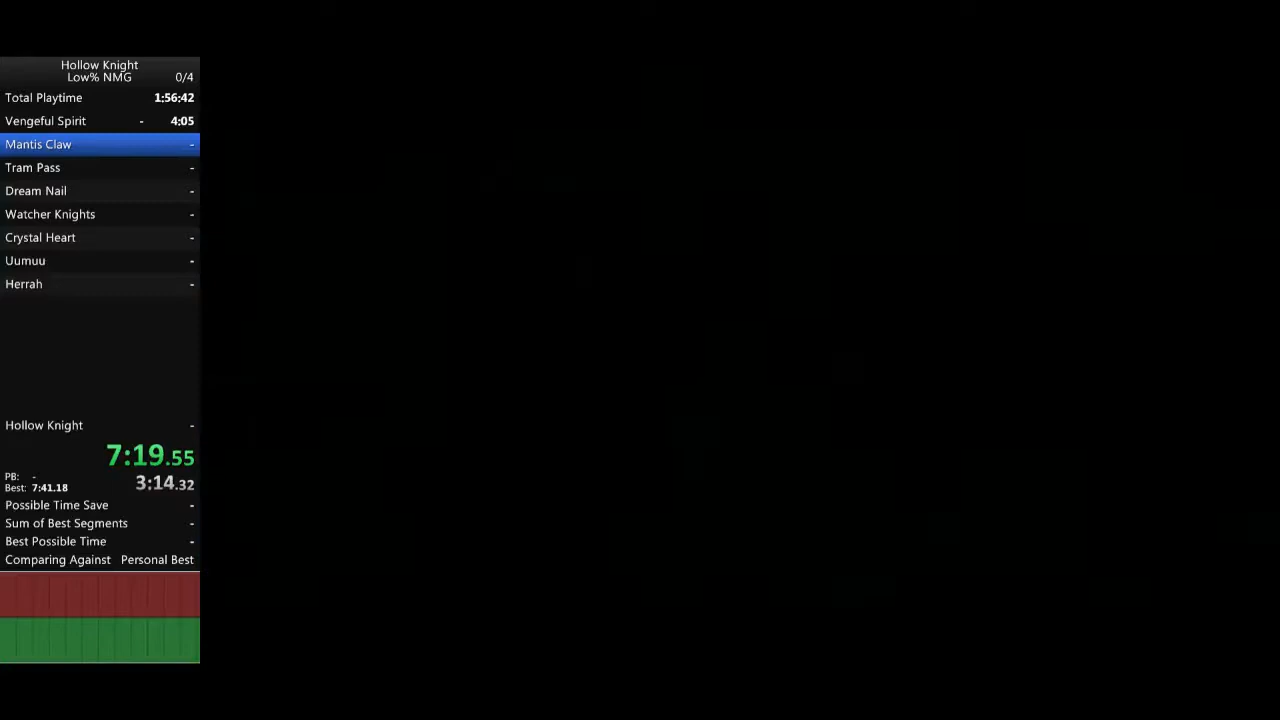 Hollow Knight
Low% NMG 0/4
Total Playtime 1:56:42
Vengeful Spirit - 4:05
Mantis Claw -
Tram Pass -
Dream Nail -
Watcher Knights -
Crystal Heart -
Uumuu -
Herrah -
Hollow Knight -
7:19.55
PB: -
Best: 7:41.18 3:14.32
Possible Time Save -
Sum of Best Segments -
Best Possible Time -
Comparing Against Personal Best